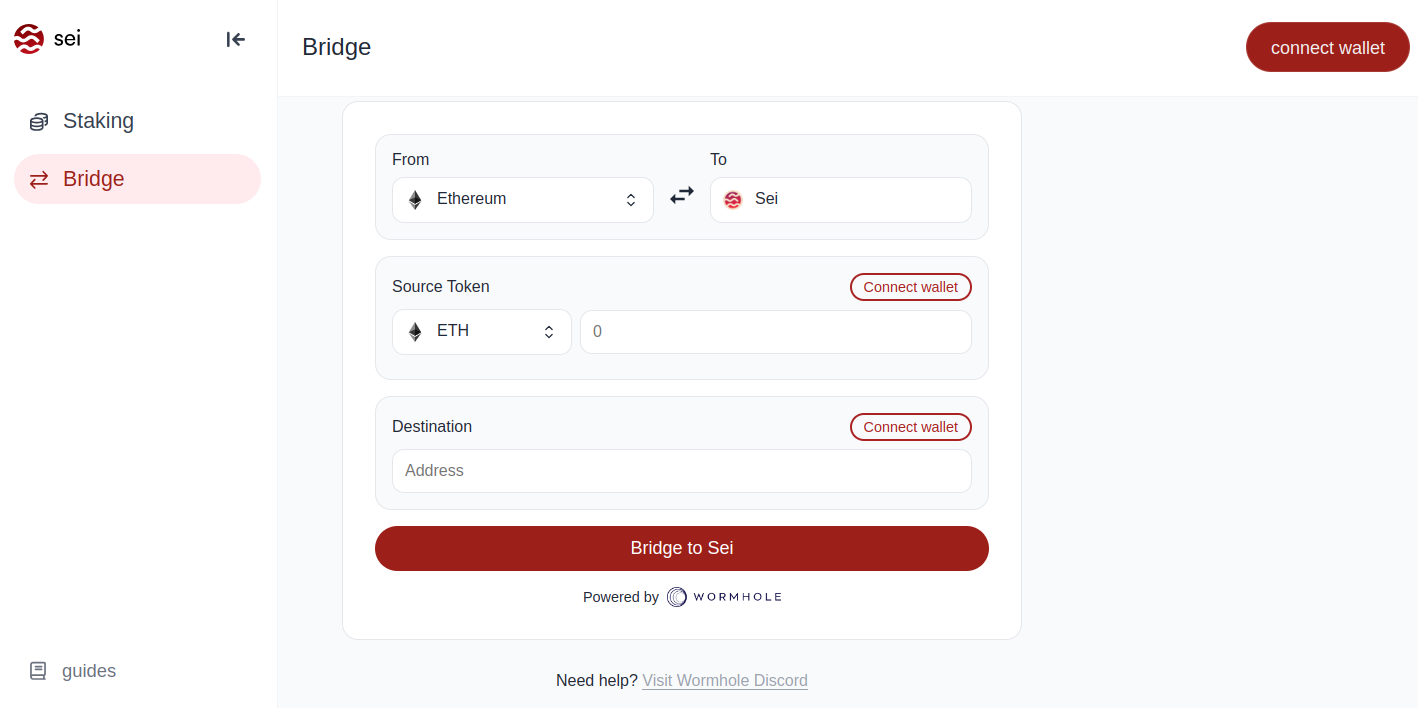 sei
Bridge
connect wallet
Staking
Bridge
From
To
Ethereum
Sei
Source Token
Connect wallet
ETH
0
Destination
Connect wallet
Address
Bridge to Sei
Powered by WORMHOLE
guides
Need help? Visit Wormhole Discord